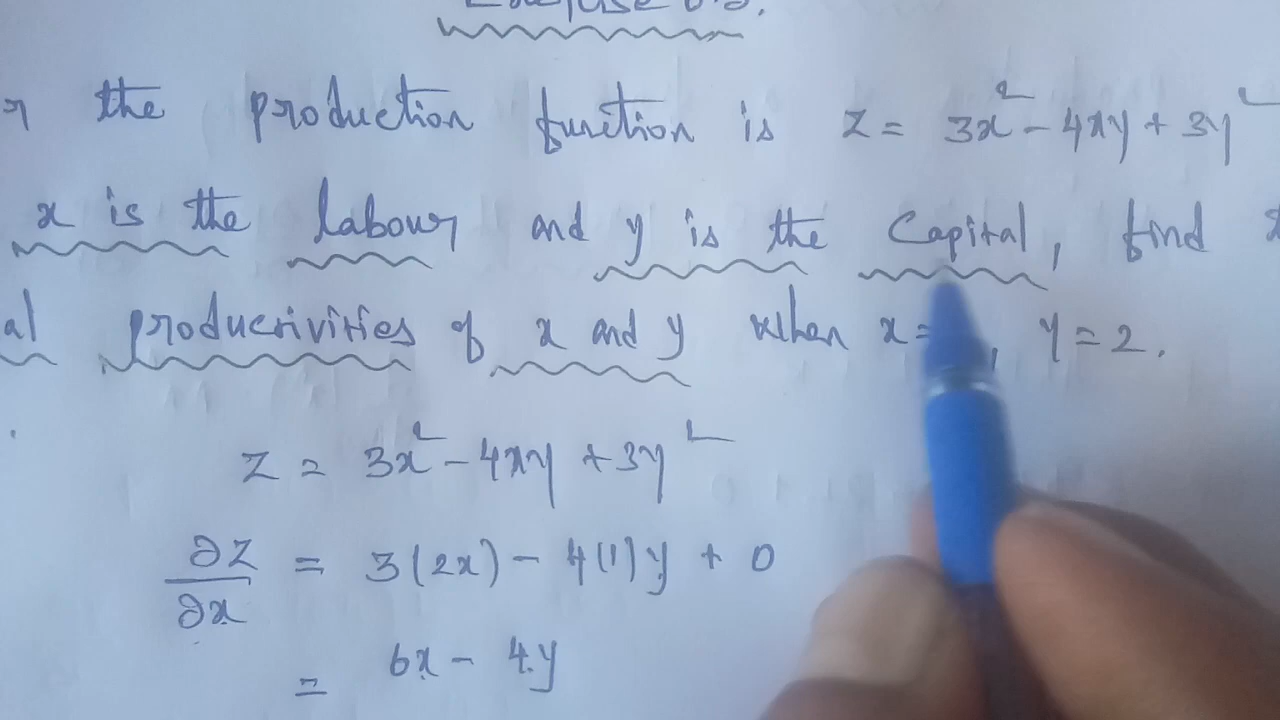 the production function is z = 3x² - 4xy + 3y²
x is the labour and y is the Capital, find
al productivities of x and y when x= , y = 2.
z = 3x² - 4xy + 3y²
∂z/∂x = 3(2x) - 4(1)y + 0
= 6x - 4y